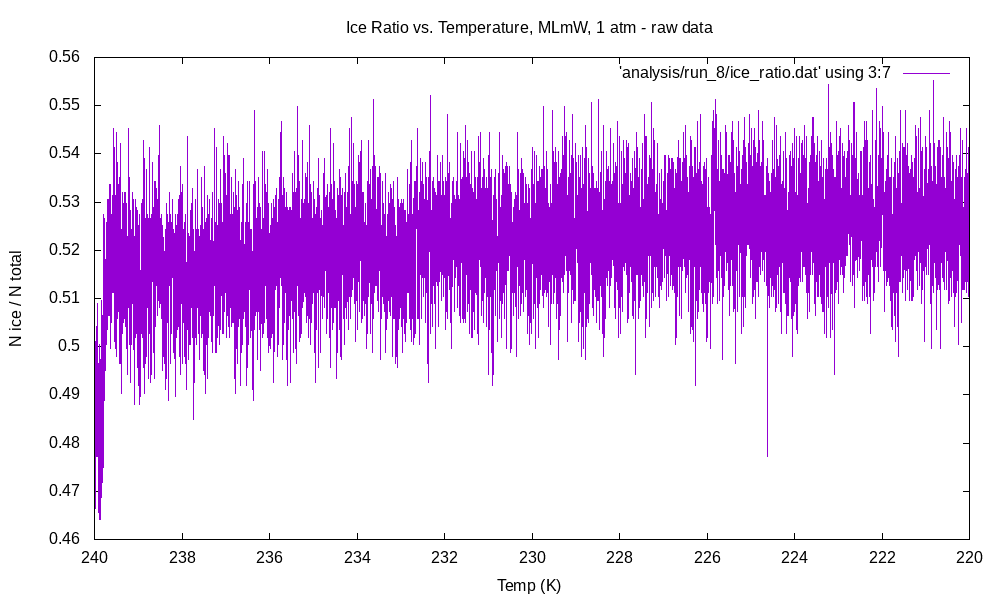 Ice Ratio vs. Temperature, MLmW, 1 atm - raw data
'analysis/run_8/ice_ratio.dat' using 3:7
N ice / N total
0.56
0.55
0.54
0.53
0.52
0.51
0.5
0.49
0.48
0.47
0.46
240 238 236 234 232 230 228 226 224 222 220
Temp (K)